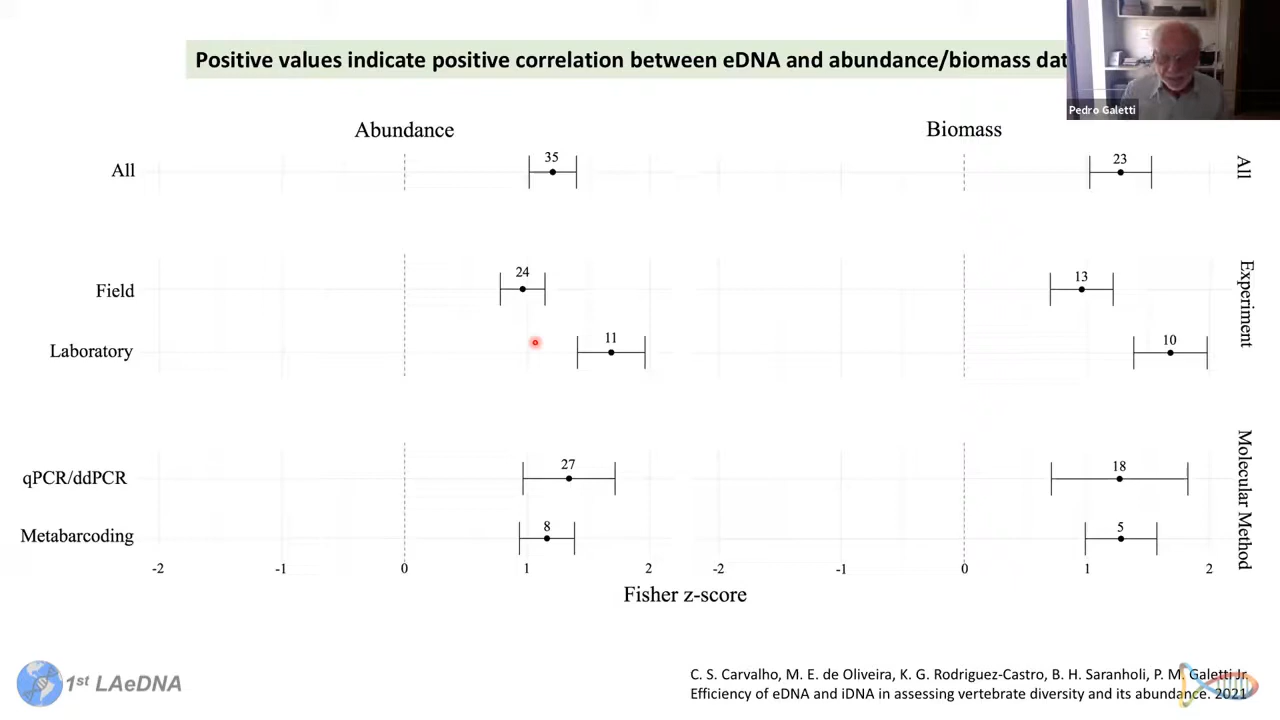 Positive values indicate positive correlation between eDNA and abundance/biomass dat
Pedro Galetti
Abundance
Biomass
All
35
23
All
Field
24
13
Experiment
Laboratory
11
10
qPCR/ddPCR
27
18
Molecular Method
Metabarcoding
8
5
-2 -1 0 1 2
-2 -1 0 1 2
Fisher z-score
1st LAeDNA
C. S. Carvalho, M. E. de Oliveira, K. G. Rodriguez-Castro, B. H. Saranholi, P. M. Galetti Jr.
Efficiency of eDNA and iDNA in assessing vertebrate diversity and its abundance. 2021